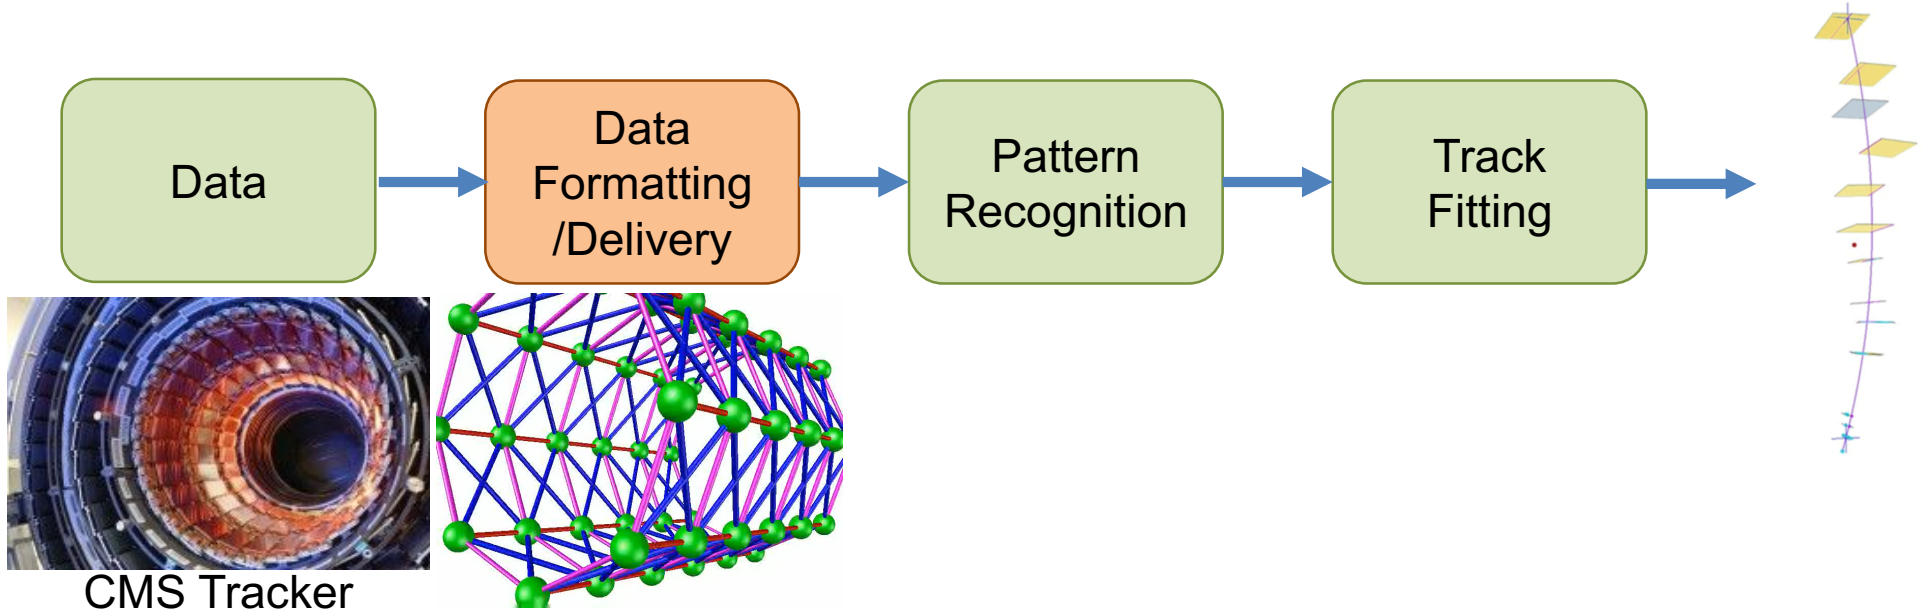 Data
Data
Formatting
/Delivery
Pattern
Recognition
Track
Fitting
CMS Tracker